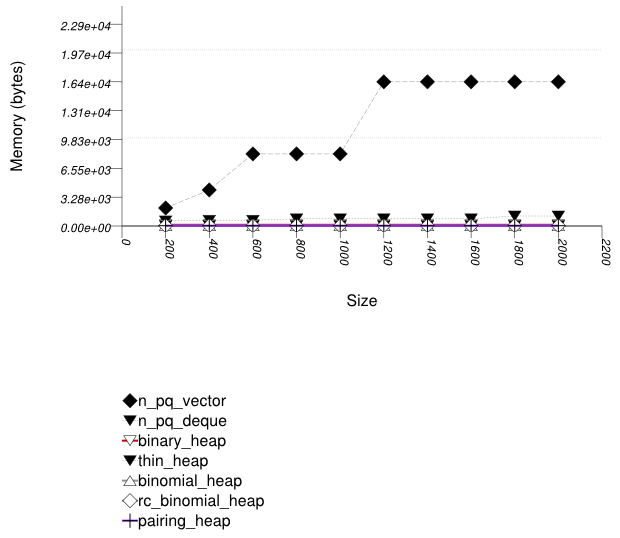 2.29e+04
1.97e+04
1.64e+04
1.31e+04
9.83e+03
6.55e+03
3.28e+03
0.00e+00
Memory (bytes)
0 200 400 600 800 1000 1200 1400 1600 1800 2000 2200
Size
n_pq_vector
n_pq_deque
binary_heap
thin_heap
binomial_heap
rc_binomial_heap
pairing_heap